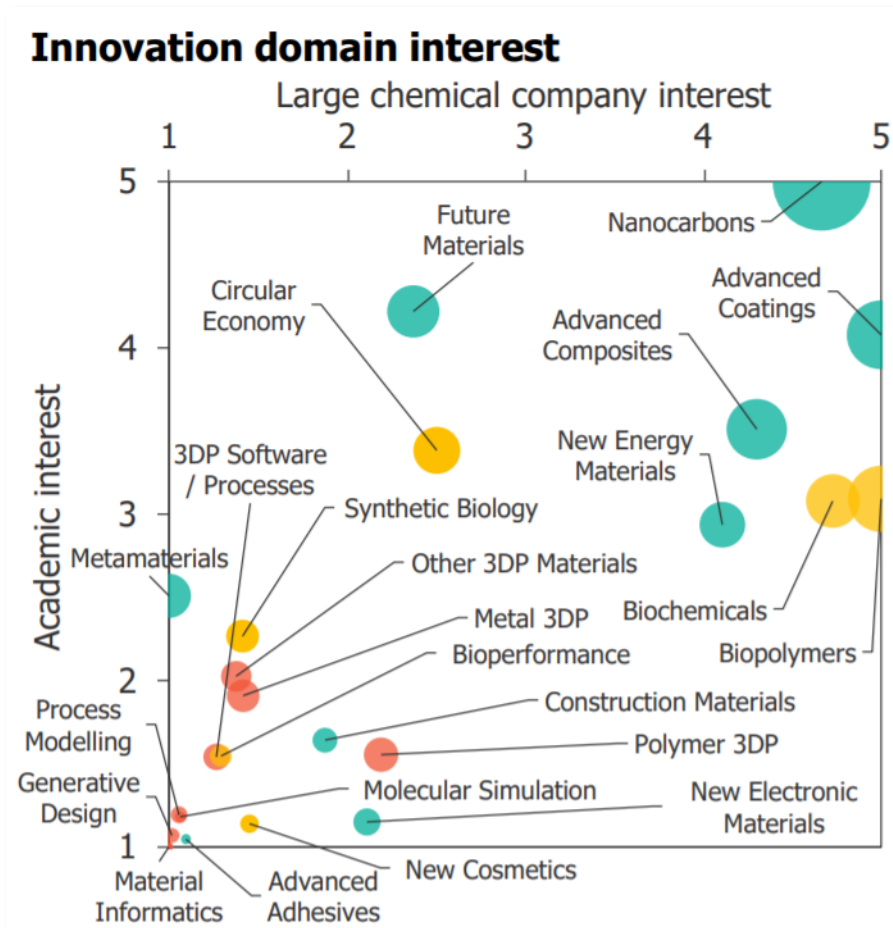 Innovation domain interest
Large chemical company interest
1 2 3 4 5
Academic interest
5
4
3
2
1
Future
Materials
Nanocarbons
Circular
Economy
Advanced
Coatings
Advanced
Composites
3DP Software
/ Processes
New Energy
Materials
Synthetic Biology
Metamaterials
Other 3DP Materials
Metal 3DP
Biochemicals
Bioperformance
Biopolymers
Process
Modelling
Construction Materials
Polymer 3DP
Generative
Design
Molecular Simulation
New Electronic
Materials
Material
Informatics
Advanced
Adhesives
New Cosmetics